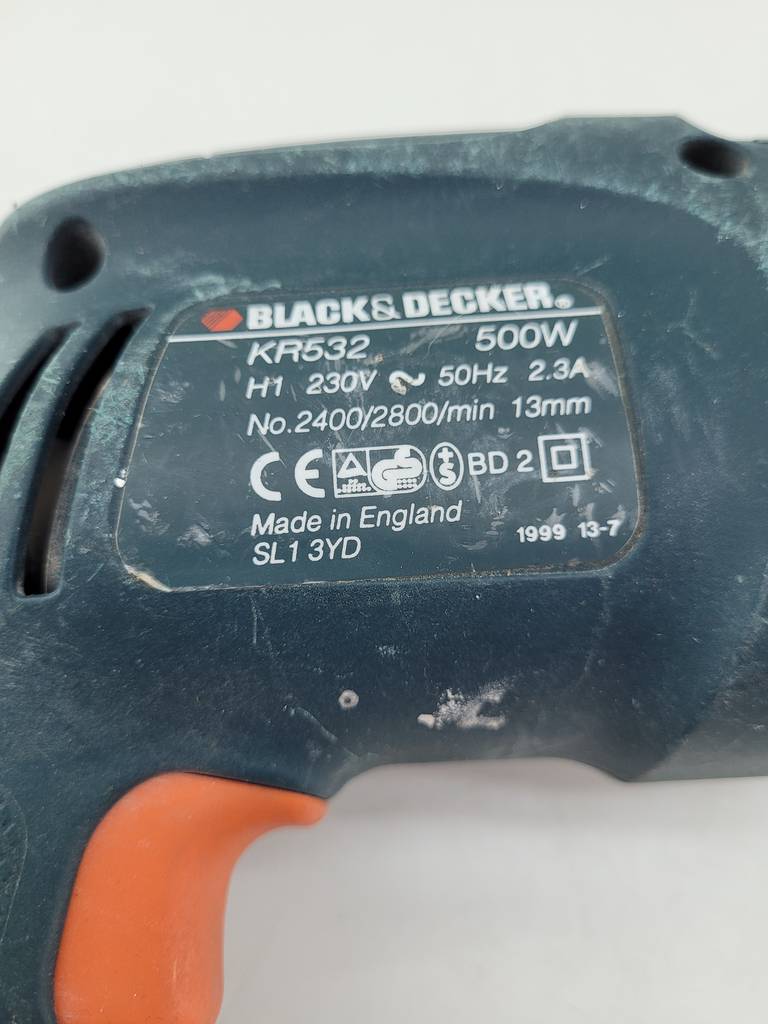 BLACK&DECKER®
KR532 500W
H1 230V ~ 50Hz 2.3A
No.2400/2800/min 13mm
CE GS +S BD 2
Made in England
SL1 3YD 1999 13-7